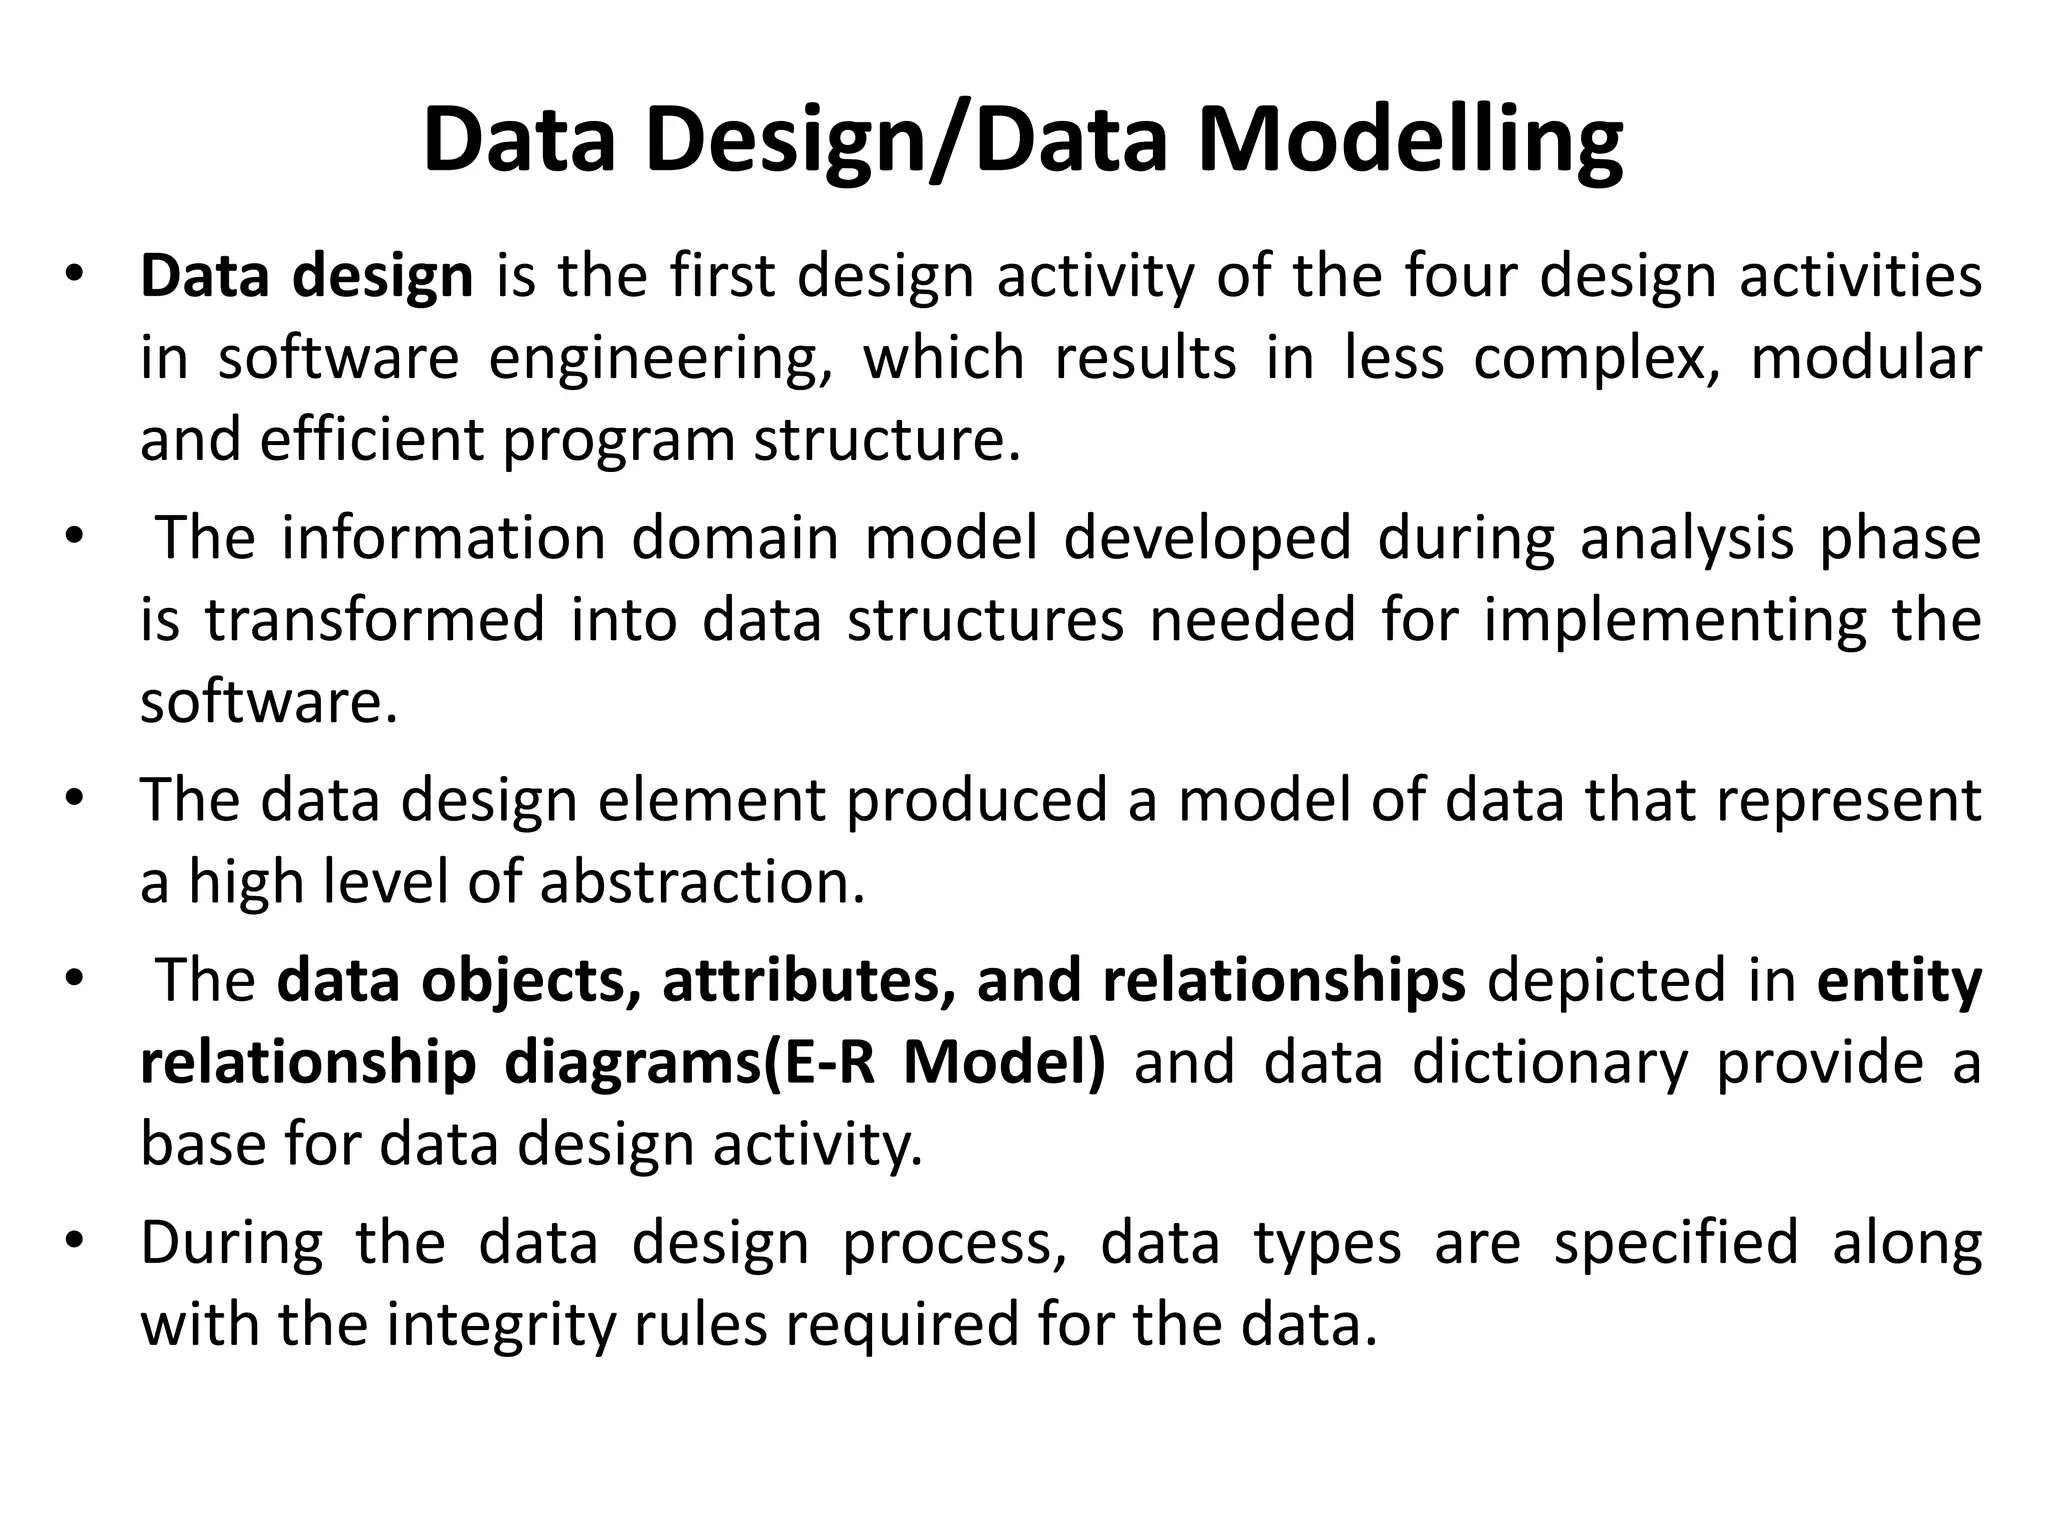 Data Design/Data Modelling
• Data design is the first design activity of the four design activities
in software engineering, which results in less complex, modular
and efficient program structure.
• The information domain model developed during analysis phase
is transformed into data structures needed for implementing the
software.
• The data design element produced a model of data that represent
a high level of abstraction.
• The data objects, attributes, and relationships depicted in entity
relationship diagrams(E-R Model) and data dictionary provide a
base for data design activity.
• During the data design process, data types are specified along
with the integrity rules required for the data.